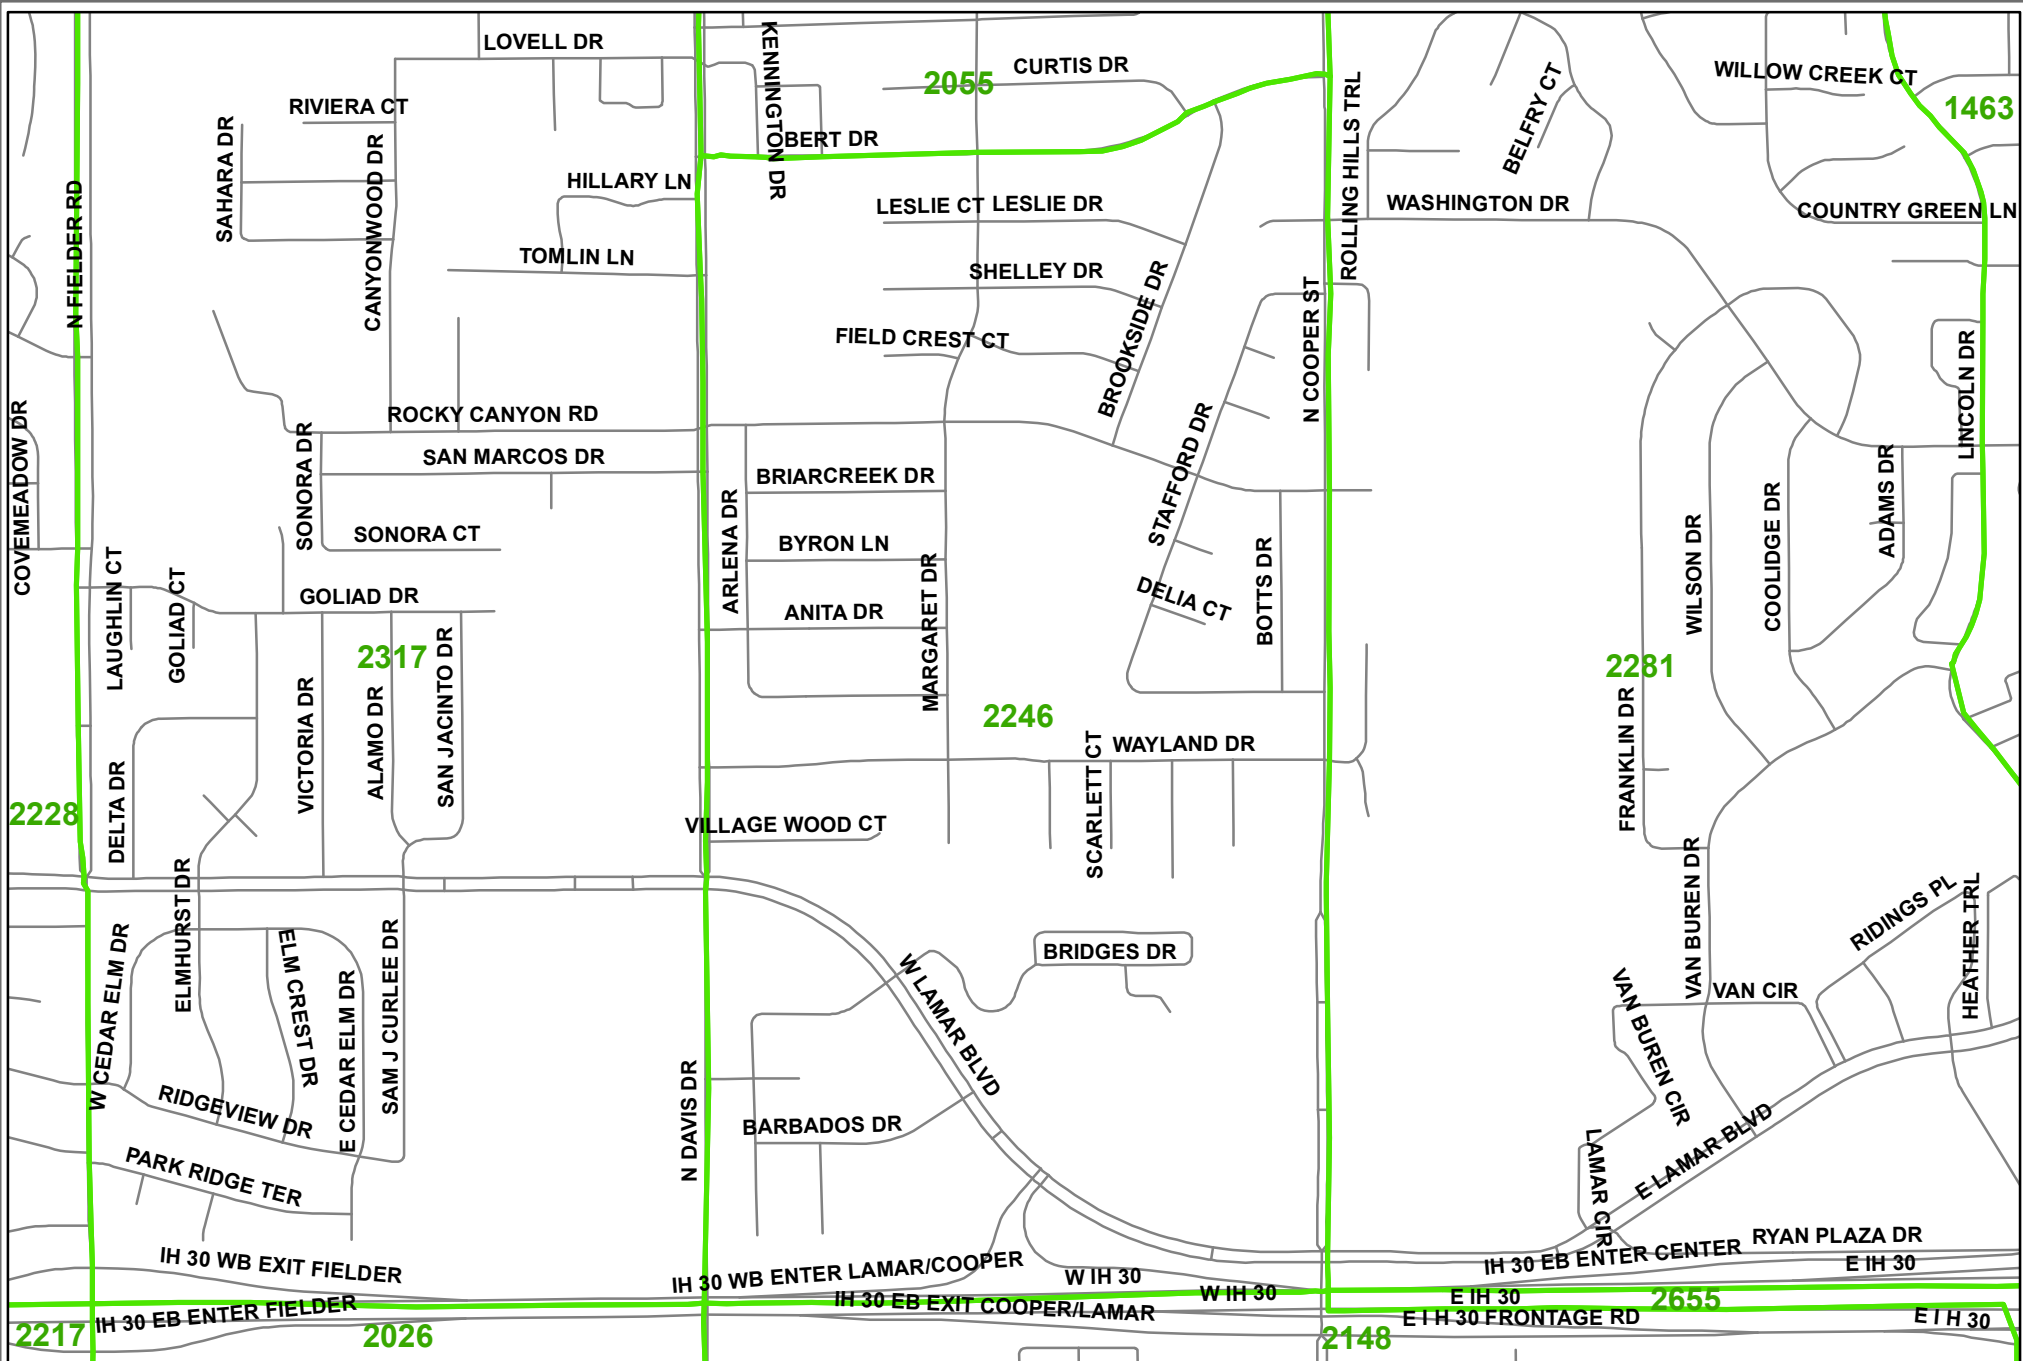 LOVELL DR
KENNINGTON DR
CURTIS DR
2055
WILLOW CREEK CT
1463
RIVIERA CT
SAHARA DR
CANYONWOOD DR
BERT DR
ROLLING HILLS TRL
BELFRY CT
HILLARY LN
LESLIE CT
LESLIE DR
WASHINGTON DR
COUNTRY GREEN LN
N FIELDER RD
TOMLIN LN
SHELLEY DR
BROOKSIDE DR
N COOPER ST
FIELD CREST CT
LINCOLN DR
ROCKY CANYON RD
COVEMEADOW DR
SONORA DR
SAN MARCOS DR
BRIARCREEK DR
STAFFORD DR
ADAMS DR
SONORA CT
ARLENA DR
BYRON LN
WILSON DR
COOLIDGE DR
LAUGHLIN CT
GOLIAD CT
GOLIAD DR
ANITA DR
MARGARET DR
DELIA CT
BOTTS DR
2317
2281
VICTORIA DR
ALAMO DR
SAN JACINTO DR
2246
FRANKLIN DR
WAYLAND DR
SCARLETT CT
2228
DELTA DR
VILLAGE WOOD CT
ELMHURST DR
VAN BUREN DR
RIDINGS PL
HEATHER TRL
W CEDAR ELM DR
ELM CREST DR
E CEDAR ELM DR
SAM J CURLEE DR
BRIDGES DR
W LAMAR BLVD
VAN CIR
VAN BUREN CIR
RIDGEVIEW DR
N DAVIS DR
BARBADOS DR
E LAMAR BLVD
LAMAR CIR
PARK RIDGE TER
RYAN PLAZA DR
IH 30 WB EXIT FIELDER
IH 30 WB ENTER LAMAR/COOPER
W IH 30
IH 30 EB ENTER CENTER
E IH 30
W IH 30
E IH 30
2655
IH 30 EB ENTER FIELDER
IH 30 EB EXIT COOPER/LAMAR
E I H 30 FRONTAGE RD
E I H 30
2217
2026
2148